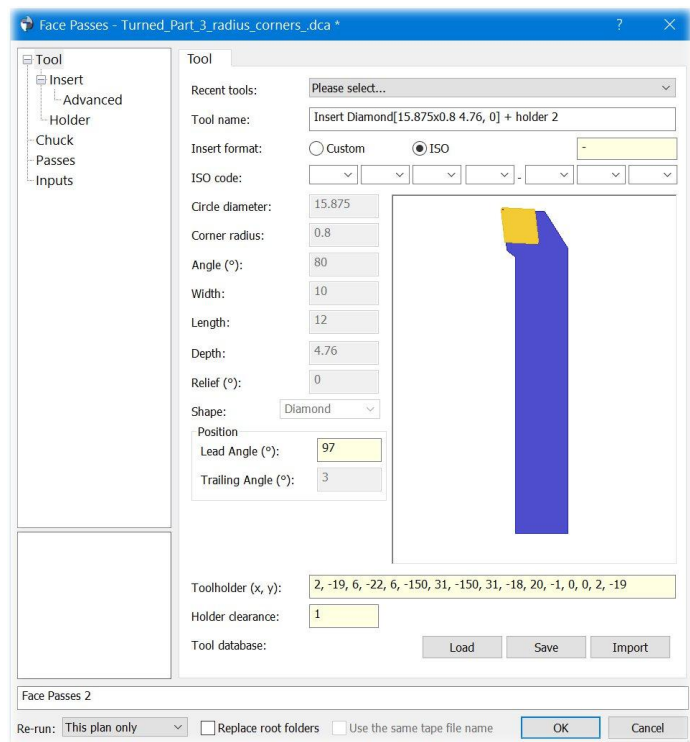 Face Passes - Turned_Part_3_radius_corners_.dca * ? ×
Tool
Insert
Advanced
Holder
Chuck
Passes
Inputs
Tool
Recent tools: Please select...
Tool name: Insert Diamond[15.875x0.8 4.76, 0] + holder 2
Insert format: Custom ISO -
ISO code: -
Circle diameter: 15.875
Corner radius: 0.8
Angle (º): 80
Width: 10
Length: 12
Depth: 4.76
Relief (º): 0
Shape: Diamond
Position
Lead Angle (º): 97
Trailing Angle (º): 3
Toolholder (x, y): 2, -19, 6, -22, 6, -150, 31, -150, 31, -18, 20, -1, 0, 0, 2, -19
Holder clearance: 1
Tool database: Load Save Import
Face Passes 2
Re-run: This plan only Replace root folders Use the same tape file name OK Cancel